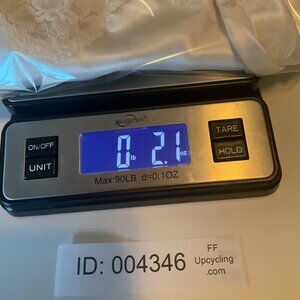 Weighmax
ON/OFF
UNIT
0 lb 2.1 oz
TARE
HOLD
Max:90LB d=0.1OZ
ID: 004346
FF
Upcycling
.com